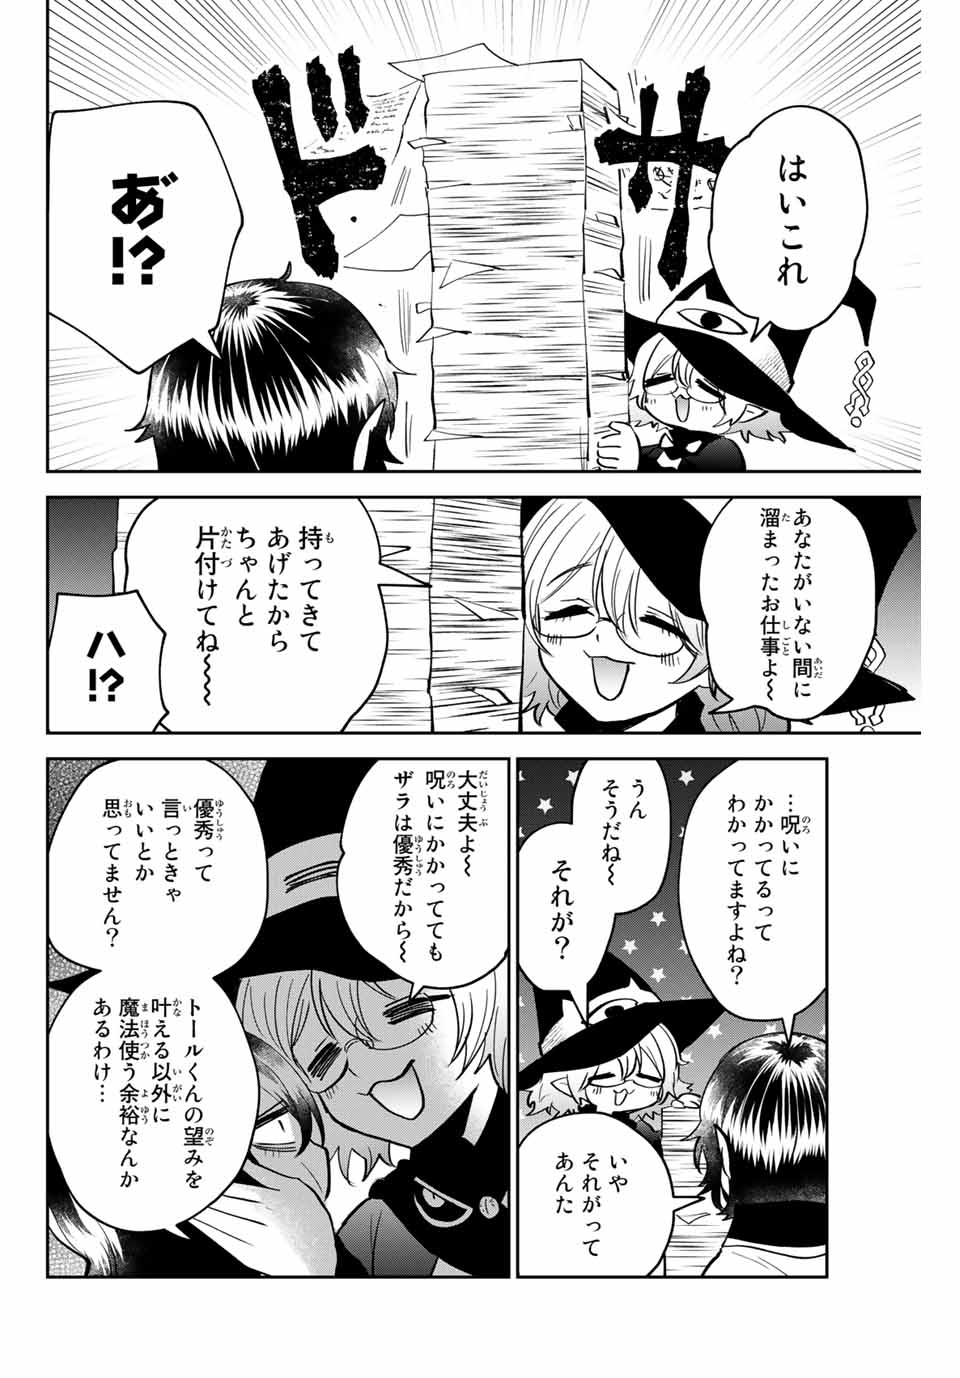 はいこれ
ドサ
あ゛!?
あなたがいない間に
溜まったお仕事よ〜
持ってきて
あげたから
ちゃんと
片付けてね〜
ハ!?
…呪いに
かかってるって
わかってますよね?
うん
そうだね〜
それが?
いや
それがって
あんた
大丈夫よ〜
呪いにかかってても
ザラは優秀だから〜
優秀って
言っときゃ
いいとか
思ってません?
トールくんの望みを
叶える以外に
魔法使う余裕なんか
あるわけ…